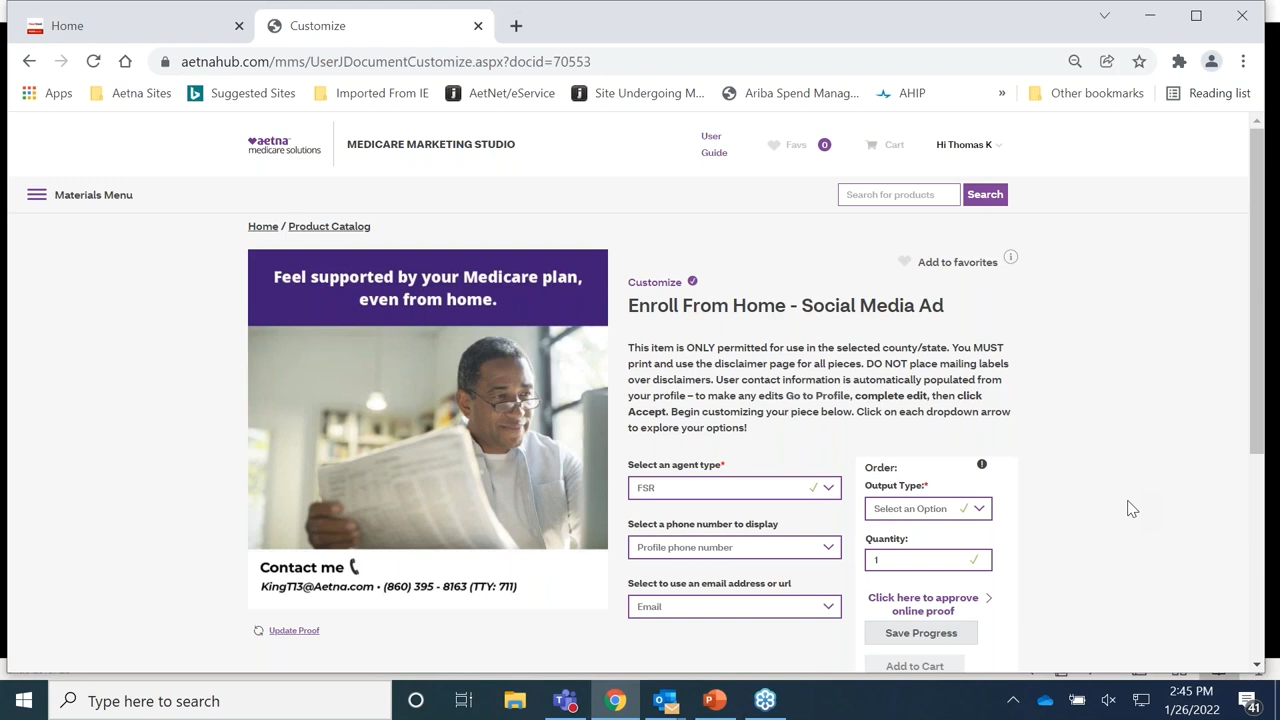 Home
Customize
aetnahub.com/mms/UserJDocumentCustomize.aspx?docid=70553
Apps
Aetna Sites
Suggested Sites
Imported From IE
AetNet/eService
Site Undergoing M...
Ariba Spend Manag...
AHIP
»
Other bookmarks
Reading list
aetna
medicare solutions
MEDICARE MARKETING STUDIO
User
Guide
Favs
0
Cart
Hi Thomas K
Materials Menu
Search for products
Search
Home / Product Catalog
Feel supported by your Medicare plan,
even from home.
Contact me
KingT13@Aetna.com • (860) 395 - 8163 (TTY: 711)
Update Proof
Add to favorites
Customize
Enroll From Home - Social Media Ad
This item is ONLY permitted for use in the selected county/state. You MUST
print and use the disclaimer page for all pieces. DO NOT place mailing labels
over disclaimers. User contact information is automatically populated from
your profile – to make any edits Go to Profile, complete edit, then click
Accept. Begin customizing your piece below. Click on each dropdown arrow
to explore your options!
Select an agent type*
FSR
Select a phone number to display
Profile phone number
Select to use an email address or url
Email
Order:
Output Type:*
Select an Option
Quantity:
1
Click here to approve
online proof
Save Progress
Add to Cart
Type here to search
2:45 PM
1/26/2022
41